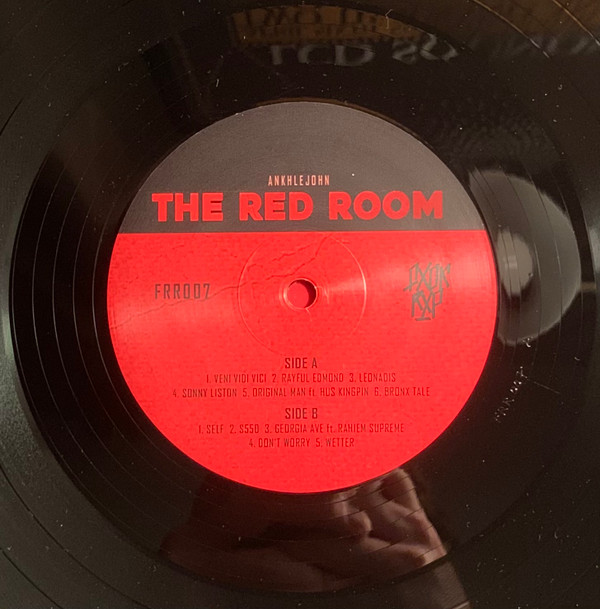 ANKHLEJOHN
THE RED ROOM
FRR007
SIDE A
1. VENI VIDI VICI 2. RAYFUL EDMOND 3. LEONADIS
4. SONNY LISTON 5. ORIGINAL MAN ft. HUS KINGPIN 6. BRONX TALE
SIDE B
1. SELF 2. S550 3. GEORGIA AVE ft. RAHIEM SUPREME
4. DON'T WORRY 5. WETTER